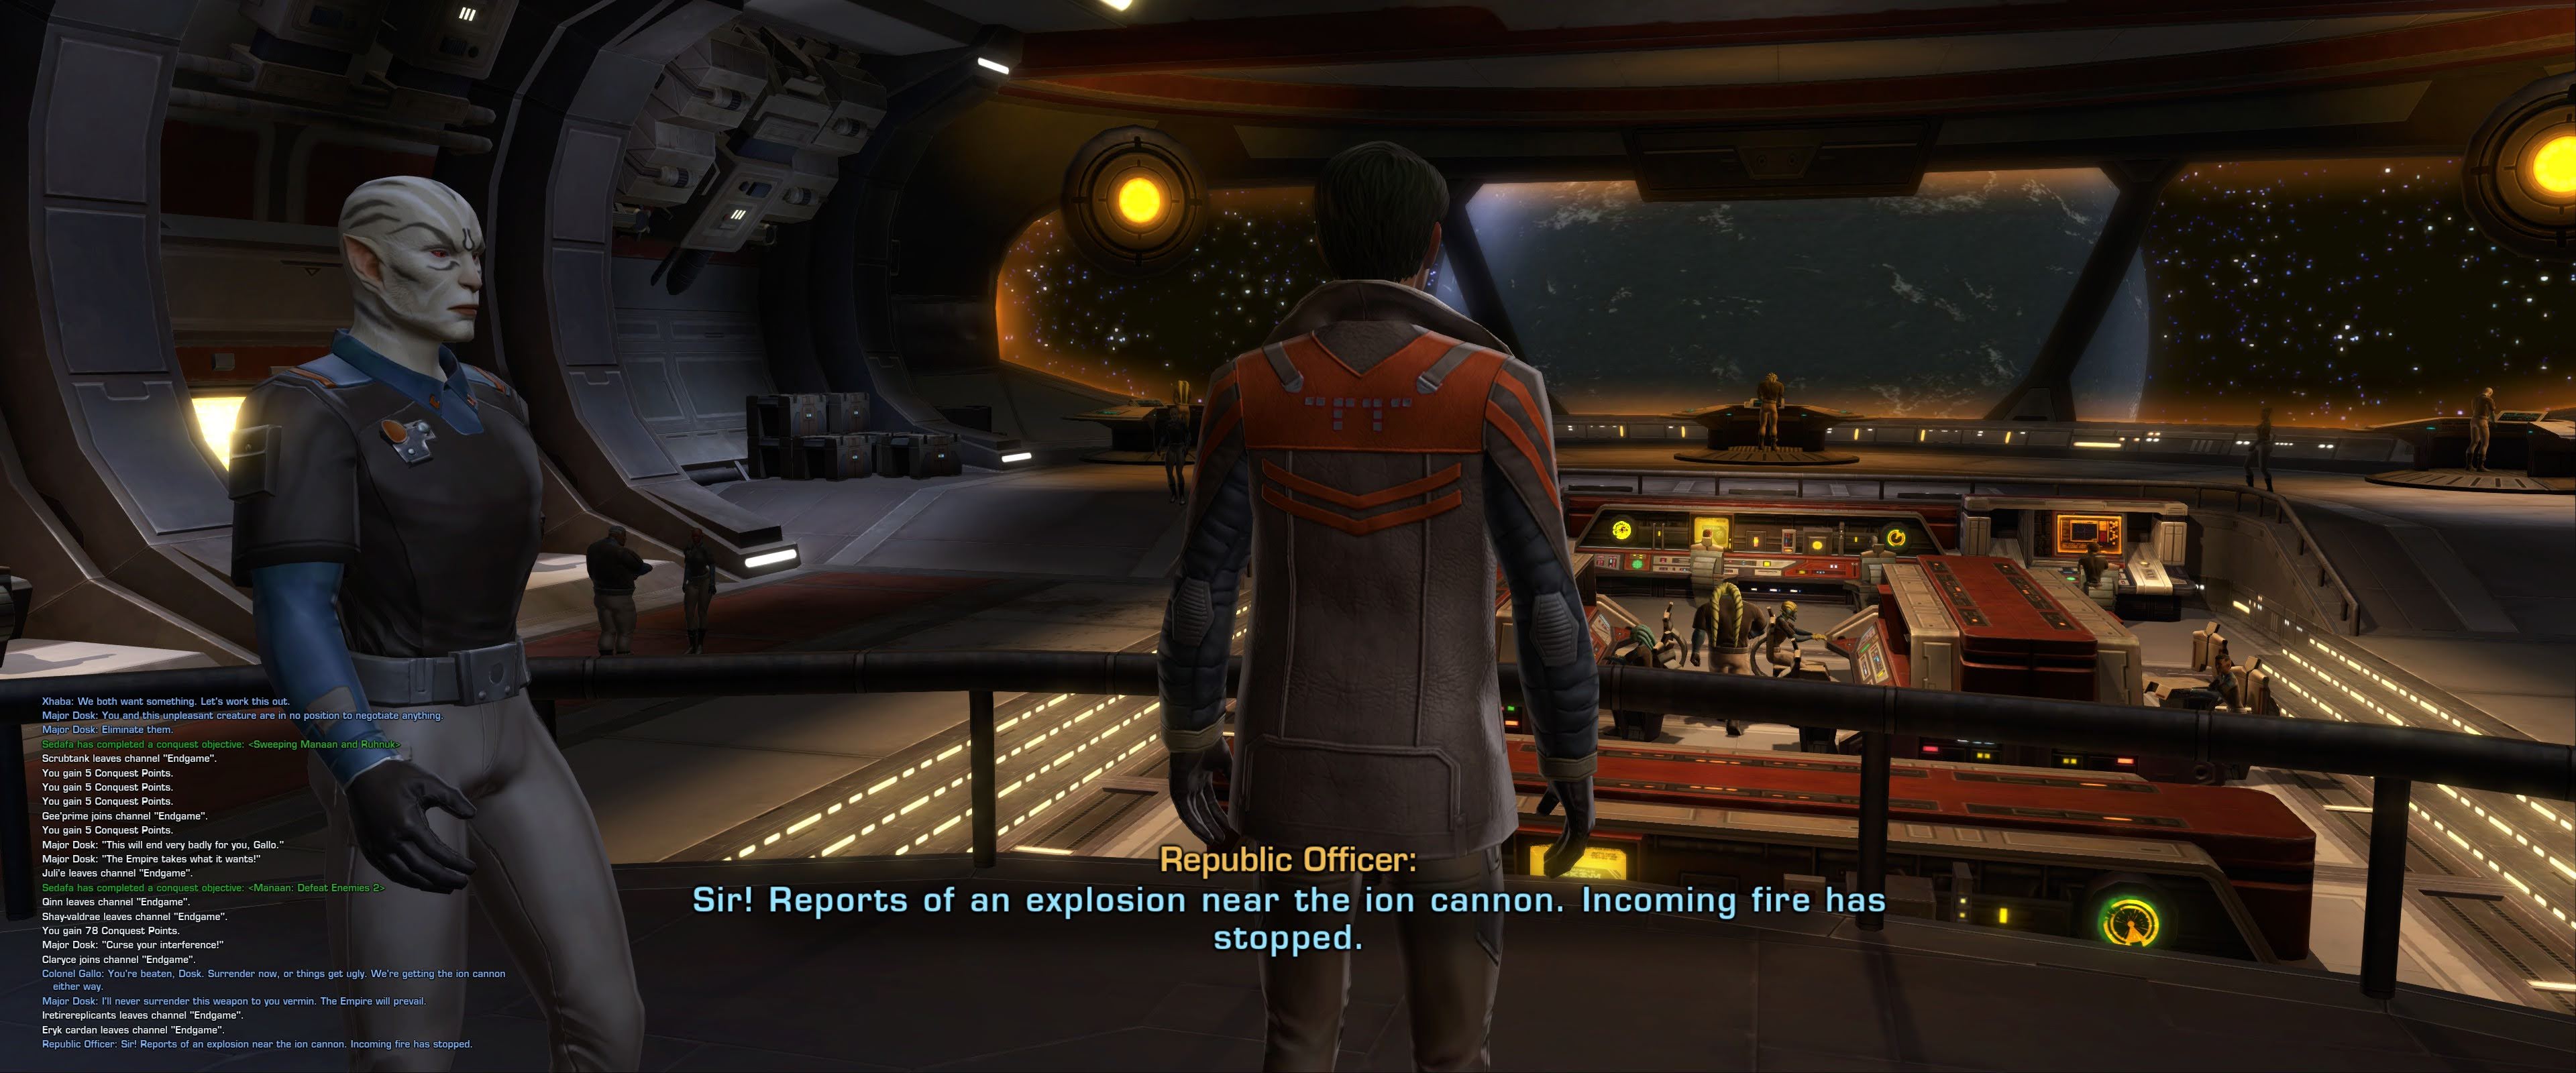 Xhaba: We both want something. Let's work this out.
Major Dosk: You and this unpleasant creature are in no position to negotiate anything.
Major Dosk: Eliminate them.
Sedafa has completed a conquest objective: <Sweeping Manaan and Ruhnuk>
Scrubtank leaves channel "Endgame".
You gain 5 Conquest Points.
You gain 5 Conquest Points.
You gain 5 Conquest Points.
Gee'prime joins channel "Endgame".
You gain 5 Conquest Points.
Major Dosk: "This will end very badly for you, Gallo."
Major Dosk: "The Empire takes what it wants!"
Juli'e leaves channel "Endgame".
Sedafa has completed a conquest objective: <Manaan: Defeat Enemies 2>
Qinn leaves channel "Endgame".
Shay-valdrae leaves channel "Endgame".
You gain 78 Conquest Points.
Major Dosk: "Curse your interference!"
Claryce joins channel "Endgame".
Colonel Gallo: You're beaten, Dosk. Surrender now, or things get ugly. We're getting the ion cannon
either way.
Major Dosk: I'll never surrender this weapon to you vermin. The Empire will prevail.
Iretirereplicants leaves channel "Endgame".
Eryk cardan leaves channel "Endgame".
Republic Officer: Sir! Reports of an explosion near the ion cannon. Incoming fire has stopped.
Republic Officer:
Sir! Reports of an explosion near the ion cannon. Incoming fire has
stopped.